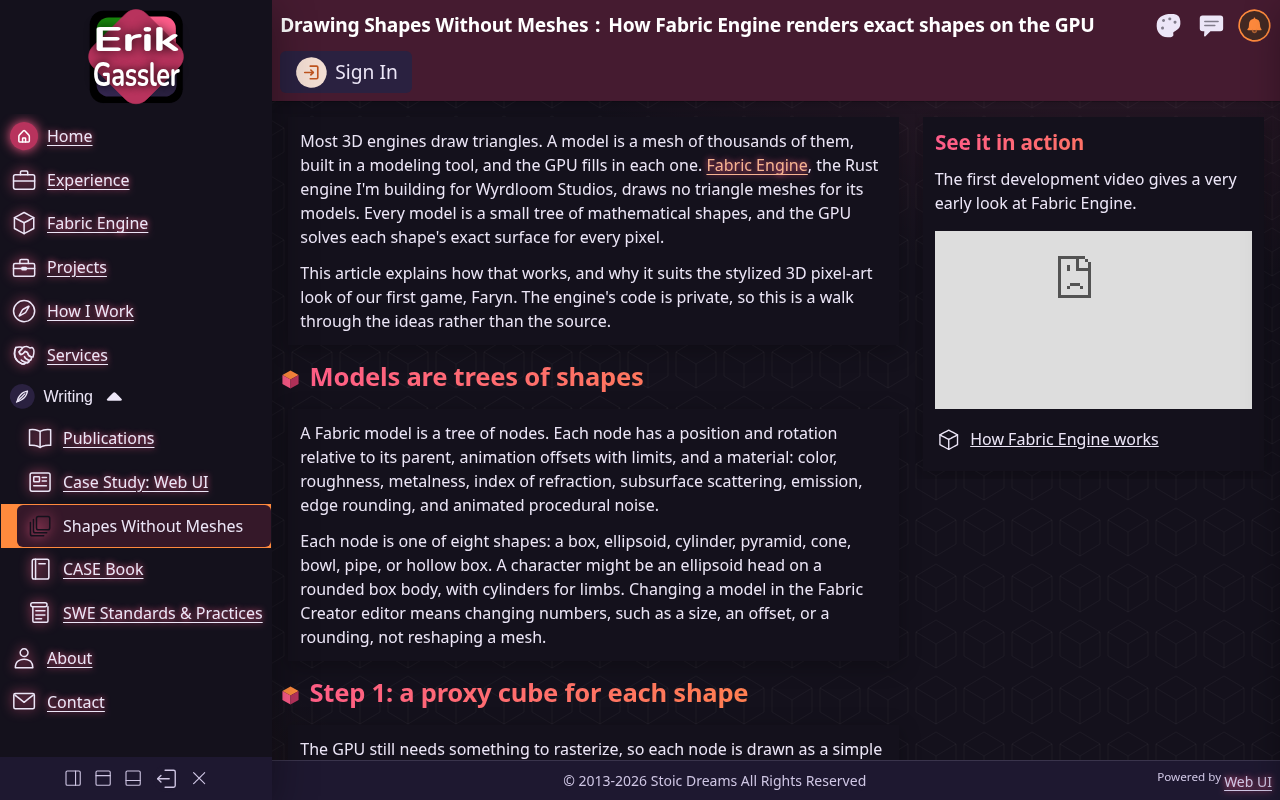 Erik
Gassler
Home
Experience
Fabric Engine
Projects
How I Work
Services
Writing
Publications
Case Study: Web UI
Shapes Without Meshes
CASE Book
SWE Standards & Practices
About
Contact
Drawing Shapes Without Meshes : How Fabric Engine renders exact shapes on the GPU
Sign In
Most 3D engines draw triangles. A model is a mesh of thousands of them,
built in a modeling tool, and the GPU fills in each one. Fabric Engine, the Rust
engine I'm building for Wyrdloom Studios, draws no triangle meshes for its
models. Every model is a small tree of mathematical shapes, and the GPU
solves each shape's exact surface for every pixel.
This article explains how that works, and why it suits the stylized 3D pixel-art
look of our first game, Faryn. The engine's code is private, so this is a walk
through the ideas rather than the source.
Models are trees of shapes
A Fabric model is a tree of nodes. Each node has a position and rotation
relative to its parent, animation offsets with limits, and a material: color,
roughness, metalness, index of refraction, subsurface scattering, emission,
edge rounding, and animated procedural noise.
Each node is one of eight shapes: a box, ellipsoid, cylinder, pyramid, cone,
bowl, pipe, or hollow box. A character might be an ellipsoid head on a
rounded box body, with cylinders for limbs. Changing a model in the Fabric
Creator editor means changing numbers, such as a size, an offset, or a
rounding, not reshaping a mesh.
Step 1: a proxy cube for each shape
The GPU still needs something to rasterize, so each node is drawn as a simple
See it in action
The first development video gives a very
early look at Fabric Engine.
How Fabric Engine works
© 2013-2026 Stoic Dreams All Rights Reserved
Powered by Web UI